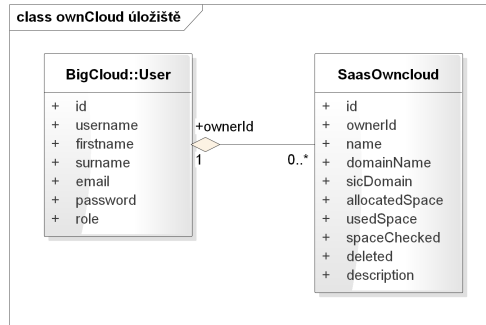 class ownCloud úložiště
BigCloud::User
+ id
+ username
+ firstname
+ surname
+ email
+ password
+ role
+ownerId
1
0..*
SaasOwncloud
+ id
+ ownerId
+ name
+ domainName
+ sicDomain
+ allocatedSpace
+ usedSpace
+ spaceChecked
+ deleted
+ description